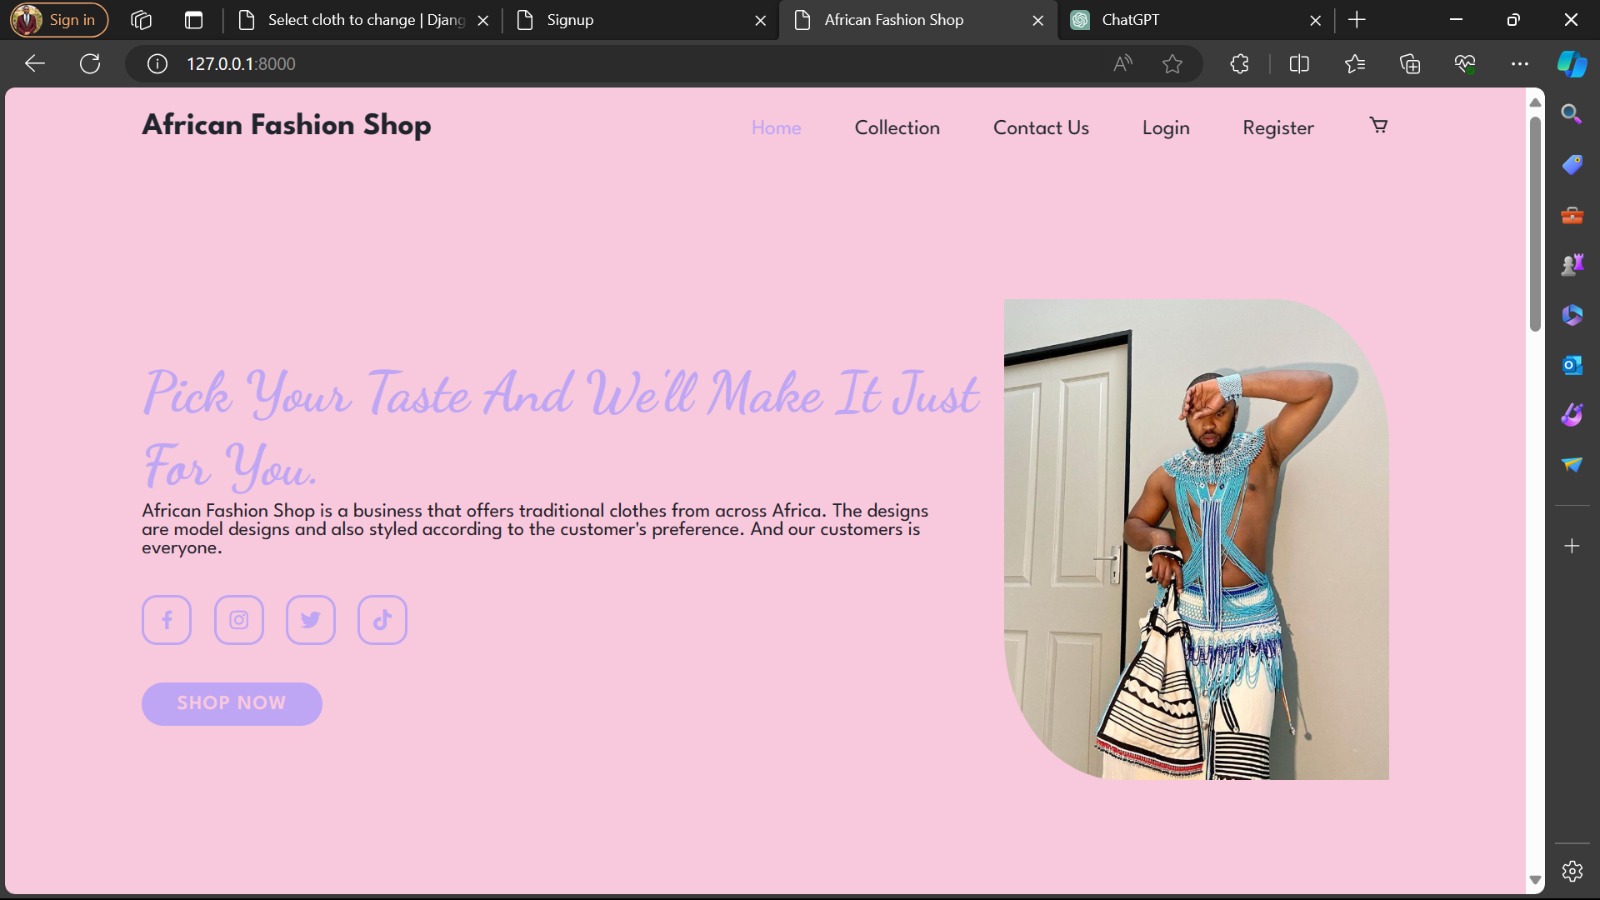 Sign in
Select cloth to change | Djang
Signup
African Fashion Shop
ChatGPT
127.0.0.1:8000
African Fashion Shop
Home
Collection
Contact Us
Login
Register
Pick Your Taste And We'll Make It Just
For You.
African Fashion Shop is a business that offers traditional clothes from across Africa. The designs
are model designs and also styled according to the customer's preference. And our customers is
everyone.
SHOP NOW